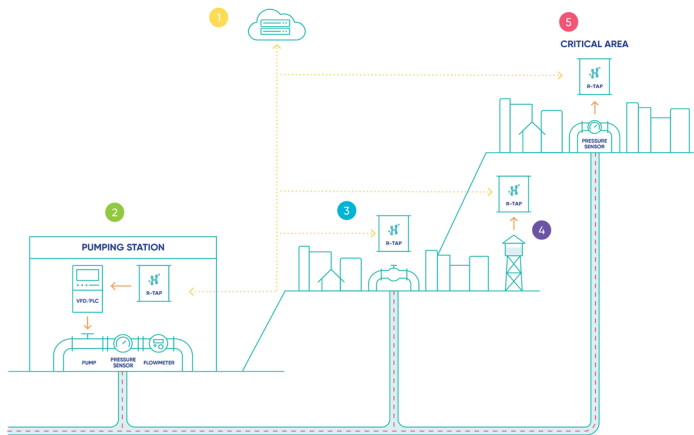 1
5
CRITICAL AREA
R-TAP
PRESSURE
SENSOR
R-TAP
2
3
4
R-TAP
PUMPING STATION
VFD/PLC
R-TAP
PUMP
PRESSURE
SENSOR
FLOWMETER